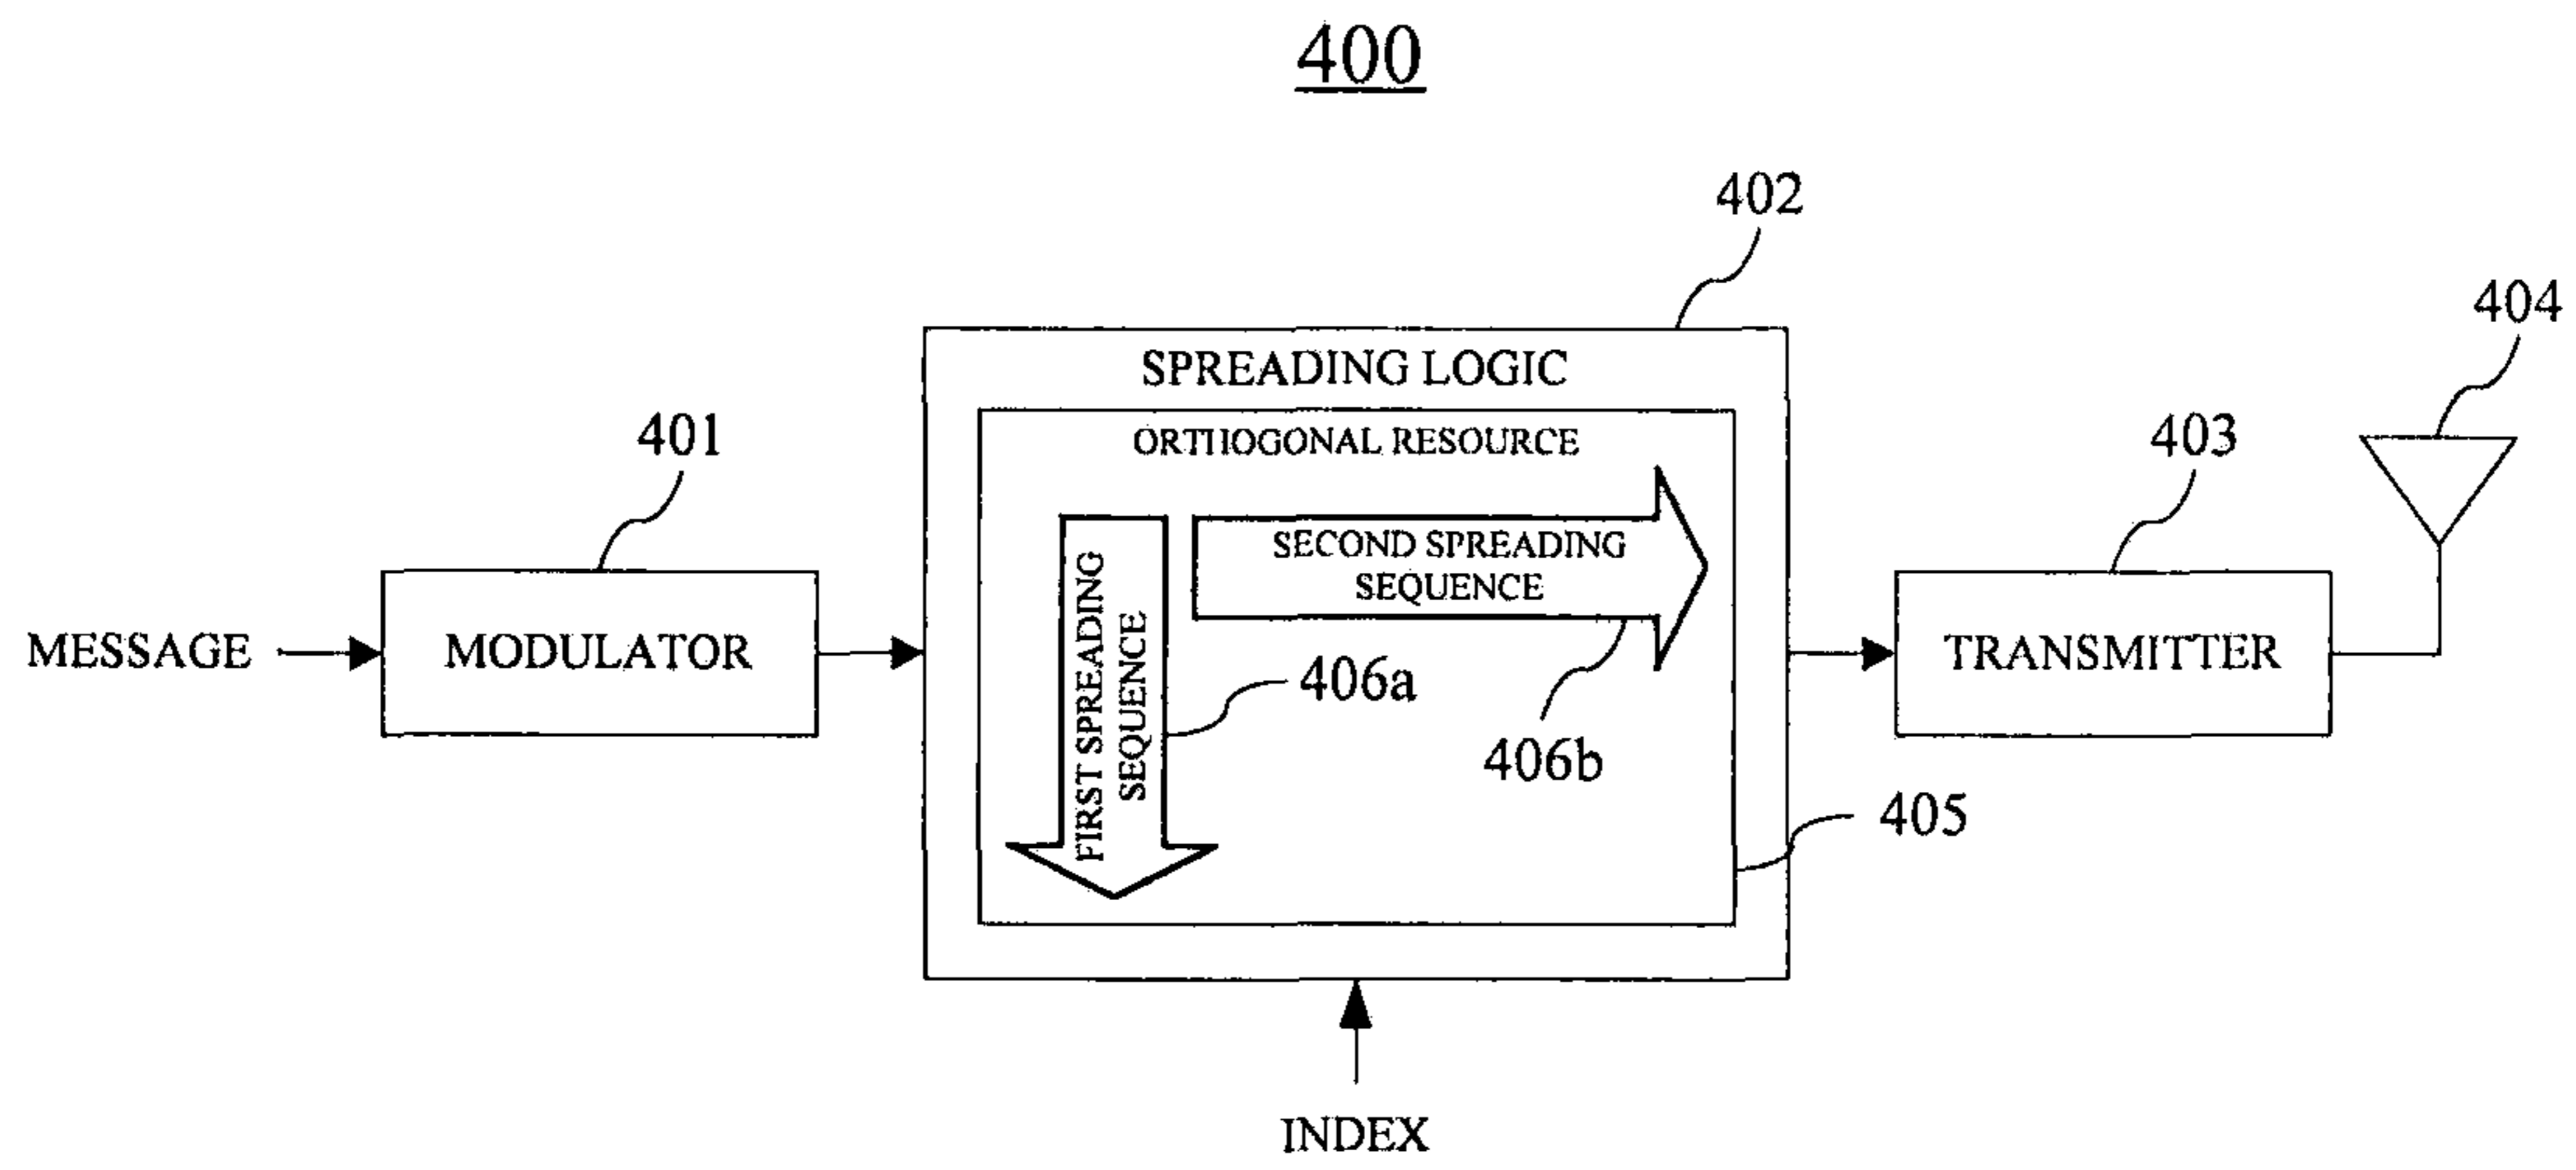 400
402
404
SPREADING LOGIC
401
ORTHOGONAL RESOURCE
403
SECOND SPREADING
SEQUENCE
FIRST SPREADING
SEQUENCE
MESSAGE
MODULATOR
TRANSMITTER
406a
406b
405
INDEX